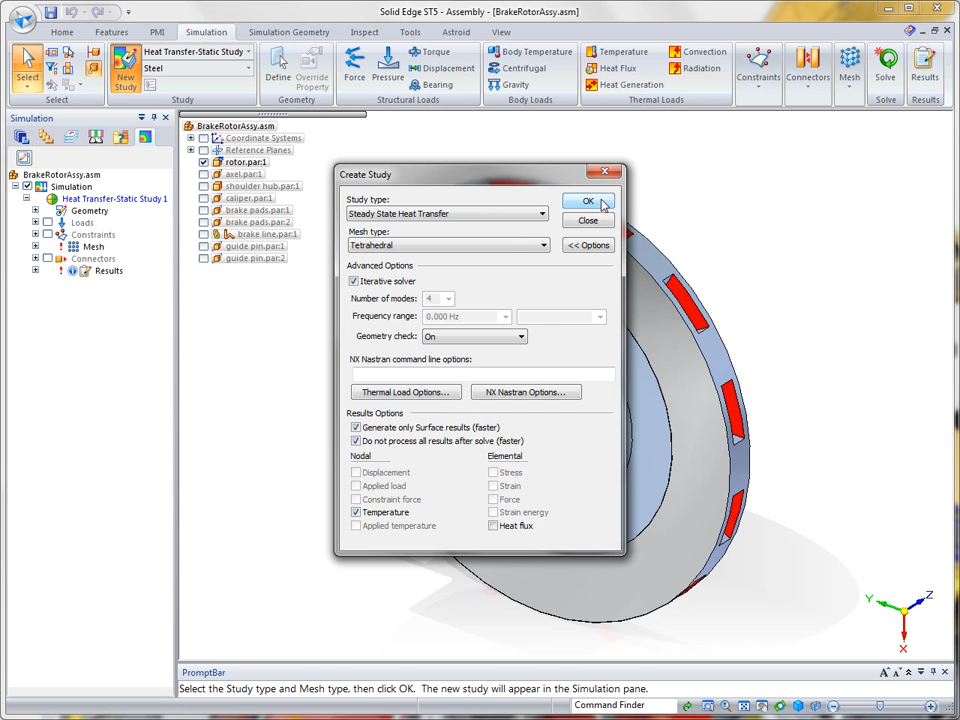 Solid Edge ST5 - Assembly - [BrakeRotorAssy.asm]
Home Features PMI Simulation Simulation Geometry Inspect Tools Astroid View
Select
Select
New Study
Heat Transfer-Static Study
Steel
Study
Define
Override Property
Geometry
Force
Pressure
Torque
Displacement
Bearing
Structural Loads
Body Temperature
Centrifugal
Gravity
Body Loads
Temperature
Heat Flux
Heat Generation
Convection
Radiation
Thermal Loads
Constraints
Connectors
Mesh
Solve
Solve
Results
Results
Simulation
BrakeRotorAssy.asm
Simulation
Heat Transfer-Static Study 1
Geometry
Loads
Mesh
Connectors
Results
BrakeRotorAssy.asm
Coordinate Systems
Reference Planes
rotor.par:1
axel.par:1
shoulder hub.par:1
caliper.par:1
brake pads.par:1
brake pads.par:2
brake line.par:1
guide pin.par:1
guide pin.par:2
Create Study
Study type:
Steady State Heat Transfer
OK
Close
Mesh type:
Tetrahedral
<< Options
Advanced Options
Iterative solver
Number of modes: 4
Frequency range: 0.000 Hz
Geometry check: On
NX Nastran command line options:
Thermal Load Options...
NX Nastran Options...
Results Options
Generate only Surface results (faster)
Do not process all results after solve (faster)
Nodal
Elemental
Displacement
Stress
Applied load
Strain
Constraint force
Force
Temperature
Strain energy
Applied temperature
Heat flux
Y
Z
X
PromptBar
Select the Study type and Mesh type, then click OK. The new study will appear in the Simulation pane.
Command Finder